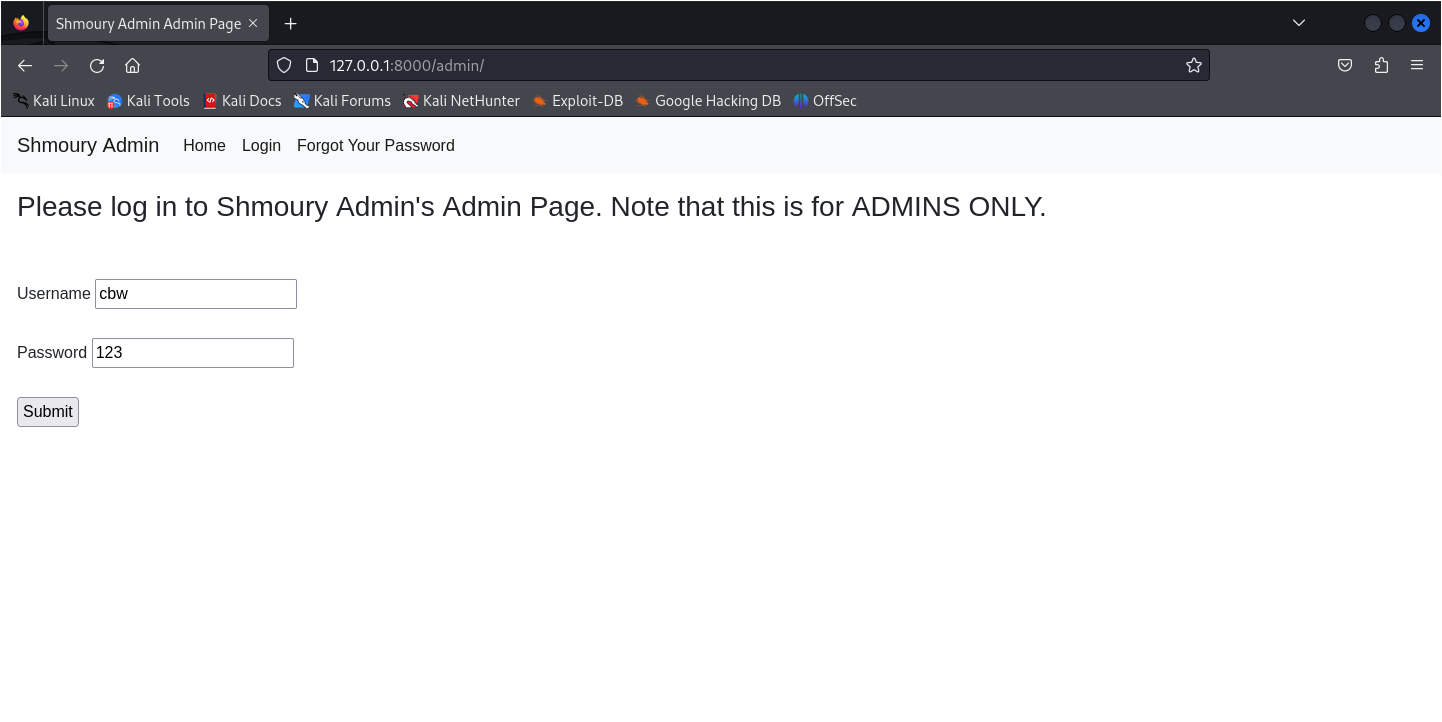 Shmoury Admin Admin Page
127.0.0.1:8000/admin/
Kali Linux Kali Tools Kali Docs Kali Forums Kali NetHunter Exploit-DB Google Hacking DB OffSec
Shmoury Admin Home Login Forgot Your Password
Please log in to Shmoury Admin's Admin Page. Note that this is for ADMINS ONLY.
Username cbw
Password 123
Submit